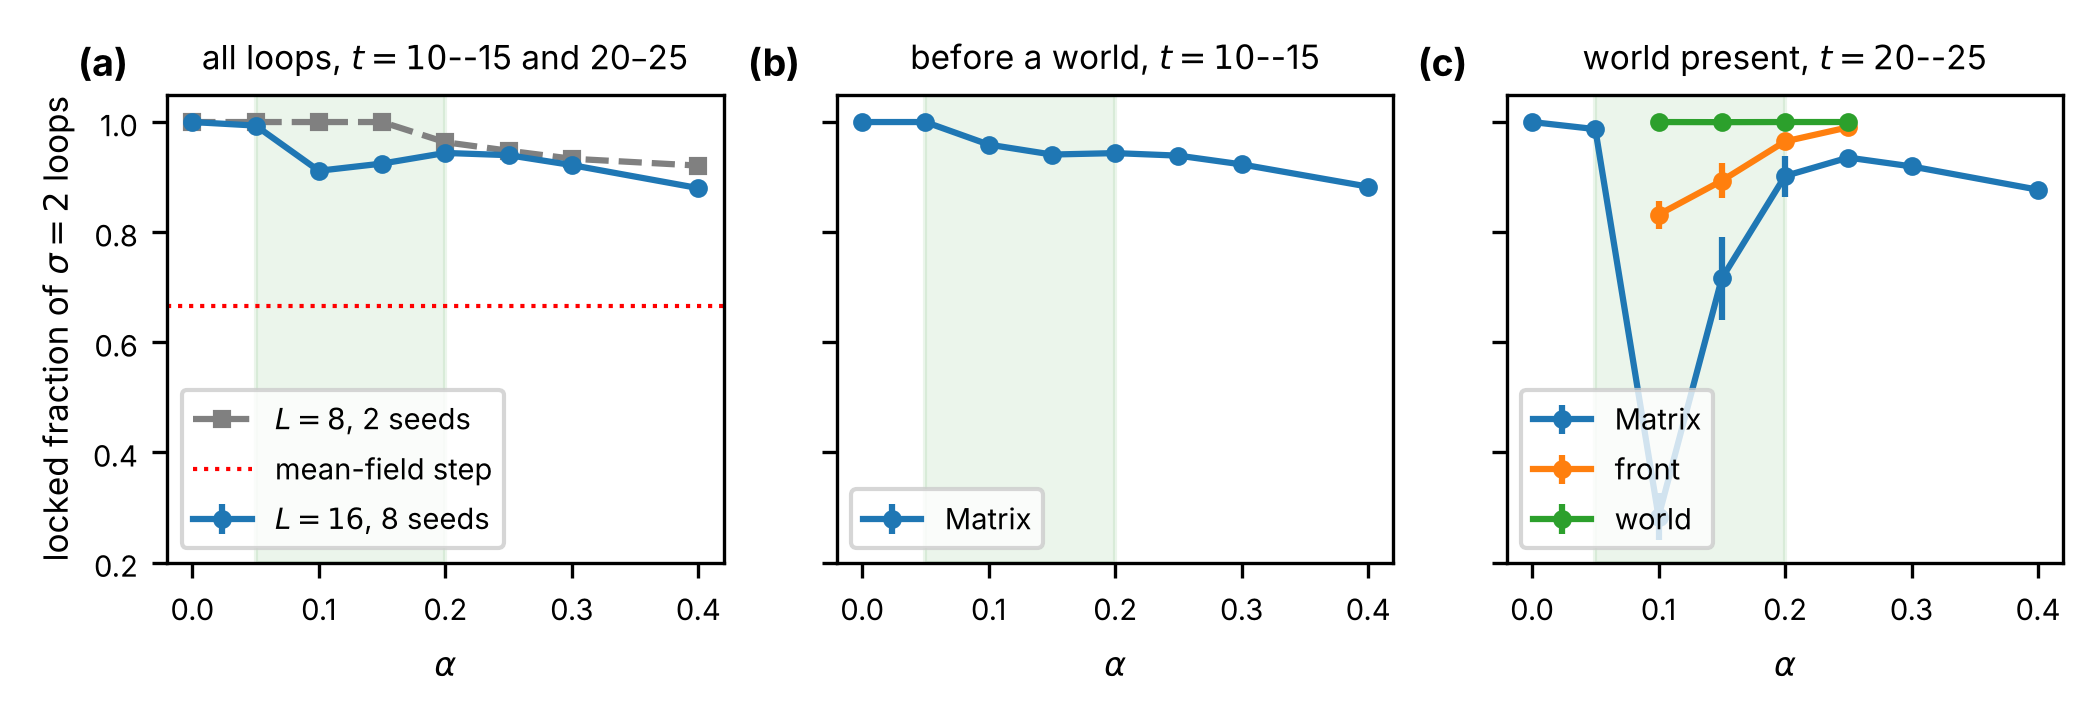 (a) all loops, t = 10--15 and 20–25
locked fraction of σ = 2 loops
1.0
0.8
0.6
0.4
0.2
L = 8, 2 seeds
mean-field step
L = 16, 8 seeds
0.0 0.1 0.2 0.3 0.4
α
(b) before a world, t = 10--15
Matrix
0.0 0.1 0.2 0.3 0.4
α
(c) world present, t = 20--25
Matrix
front
world
0.0 0.1 0.2 0.3 0.4
α